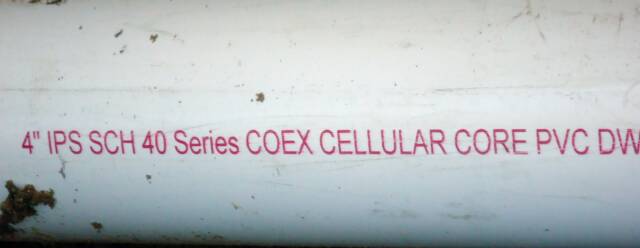 4" IPS SCH 40 Series COEX CELLULAR CORE PVC DW